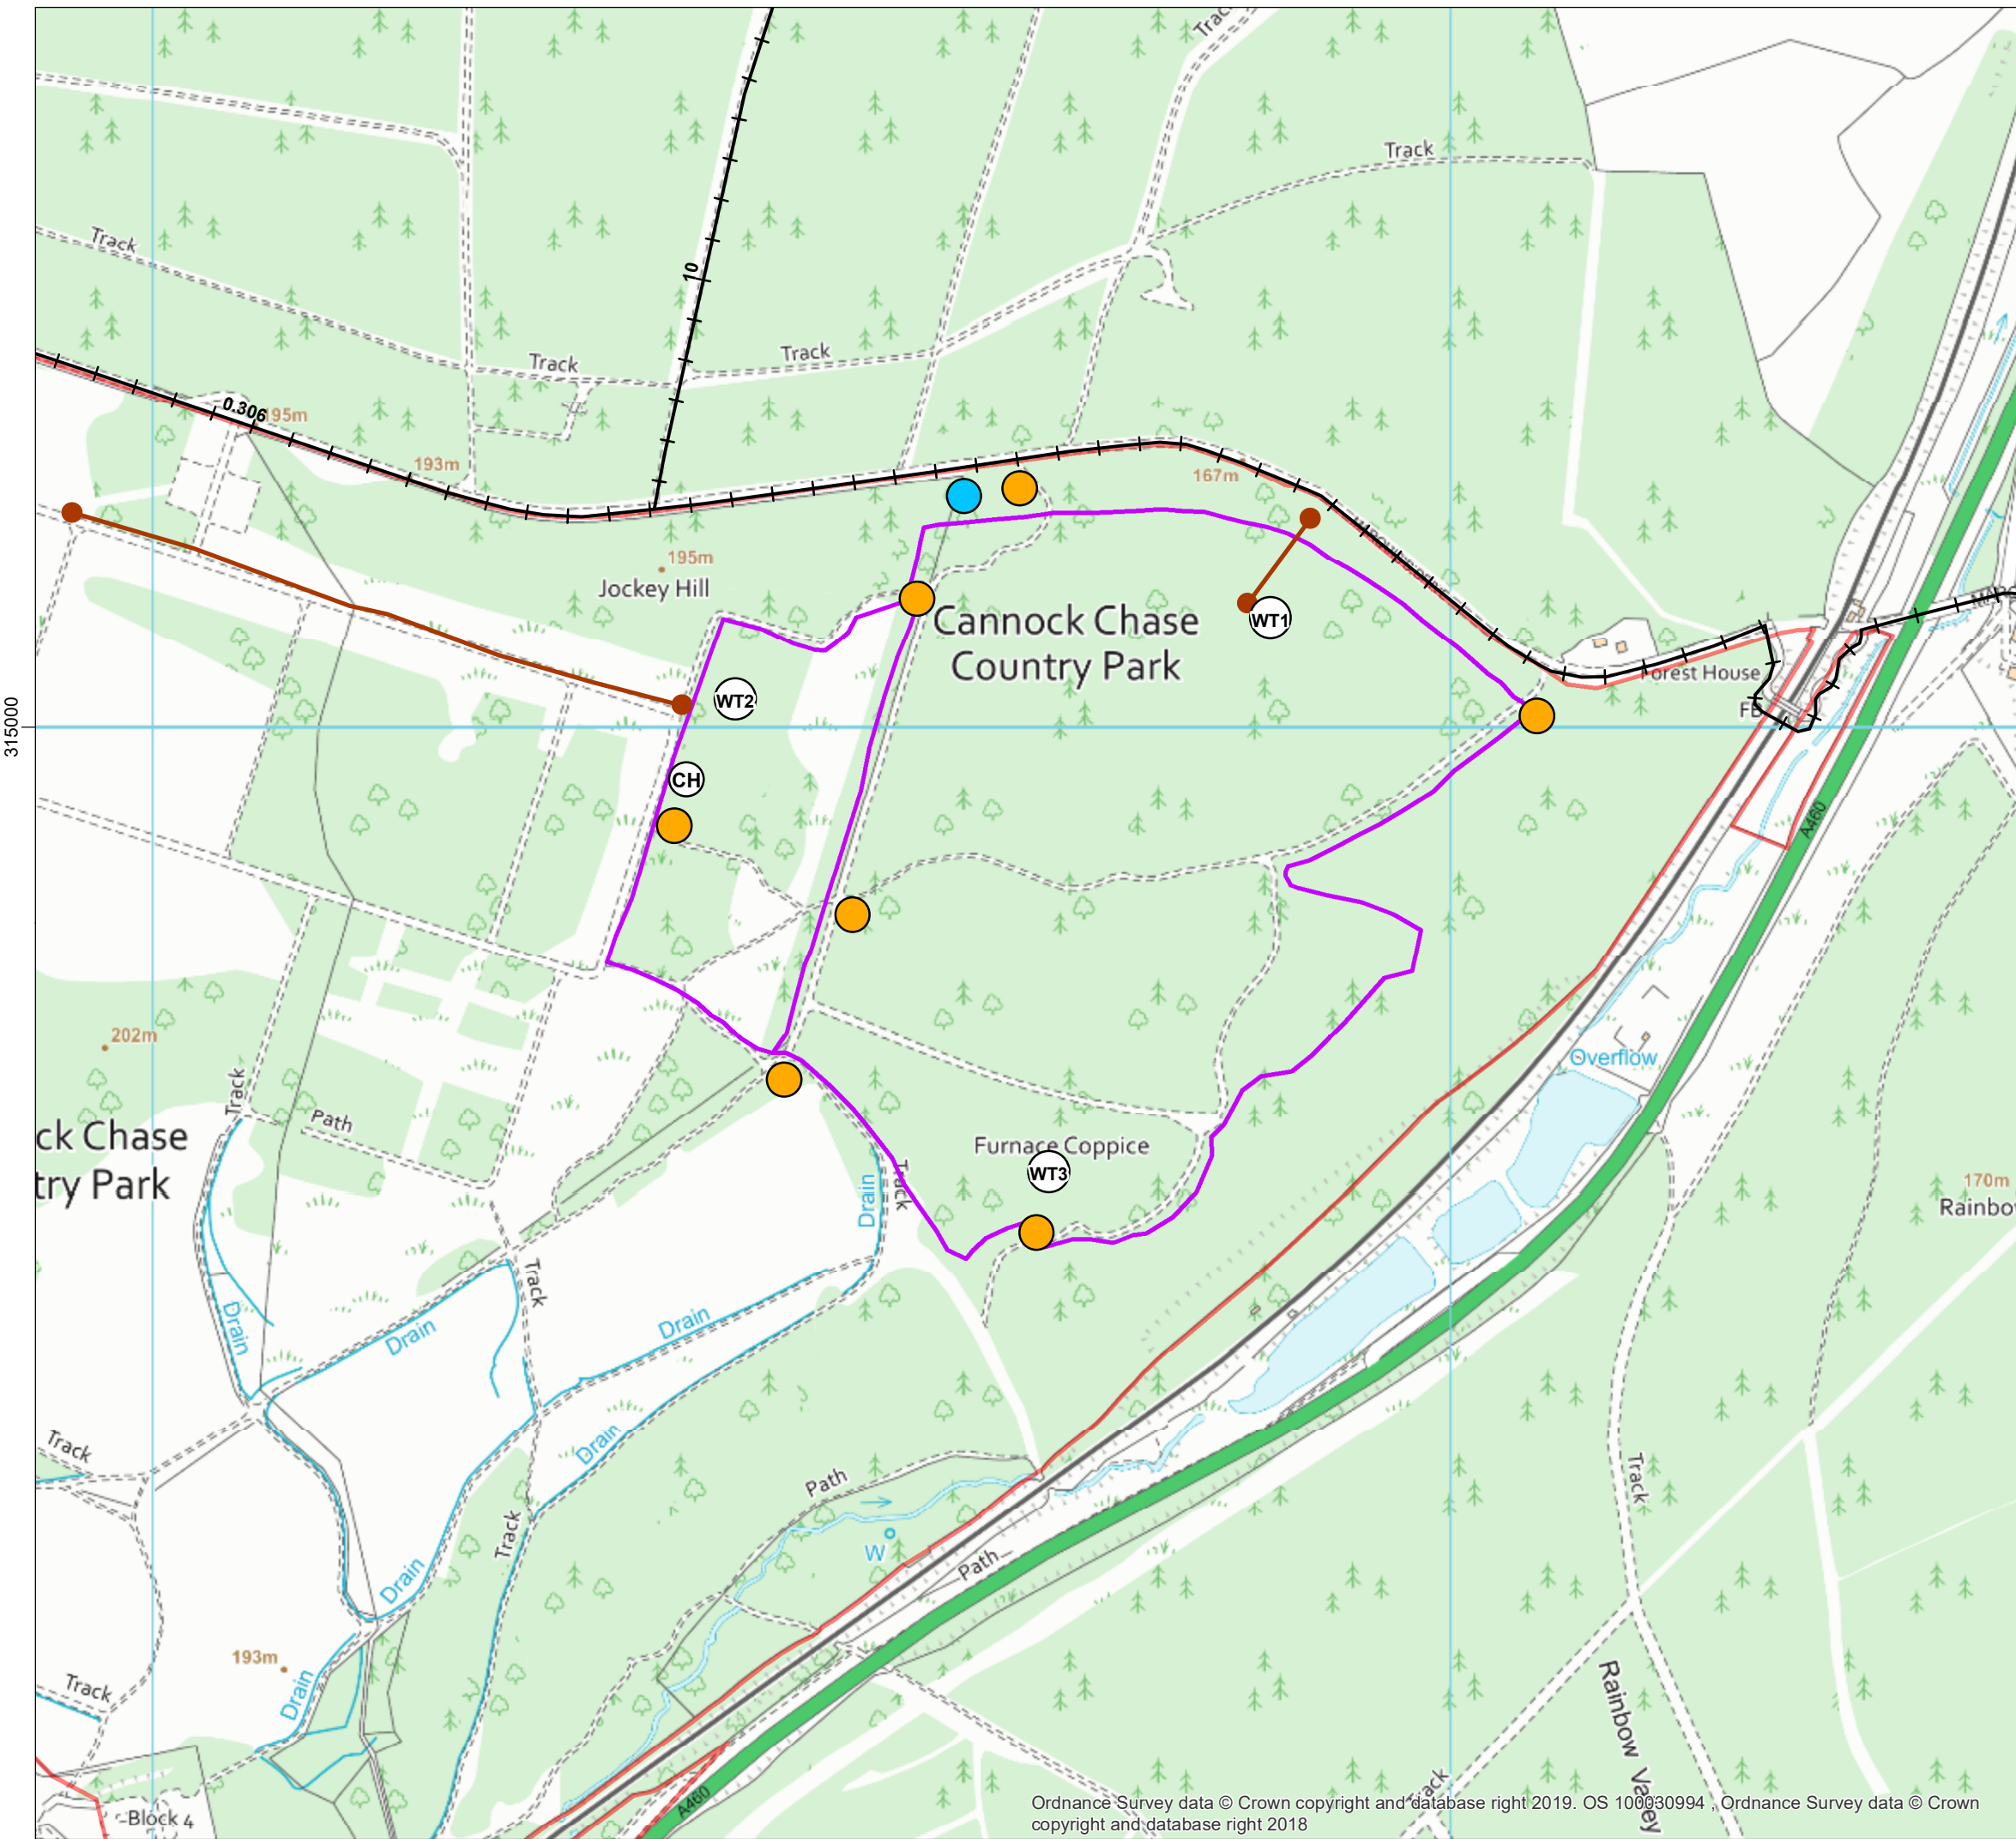 Track
Track
10
Track
Track
Track
0.306
195m
193m
167m
195m
Jockey Hill
Cannock Chase
Country Park
WT1
Forest House
WT2
FB
315000
CH
A460
202m
Overflow
Track
Path
ck Chase
try Park
Furnace Coppice
WT3
Track
Drain
170m
Rainbo
Track
Drain
Drain
Drain
Track
Drain
Path
Track
Track
W
Path
Drain
193m
Track
Drain
Rainbow Valley
Track
A460
Block 4
Ordnance Survey data © Crown copyright and database right 2019. OS 100030994 , Ordnance Survey data © Crown
copyright and database right 2018